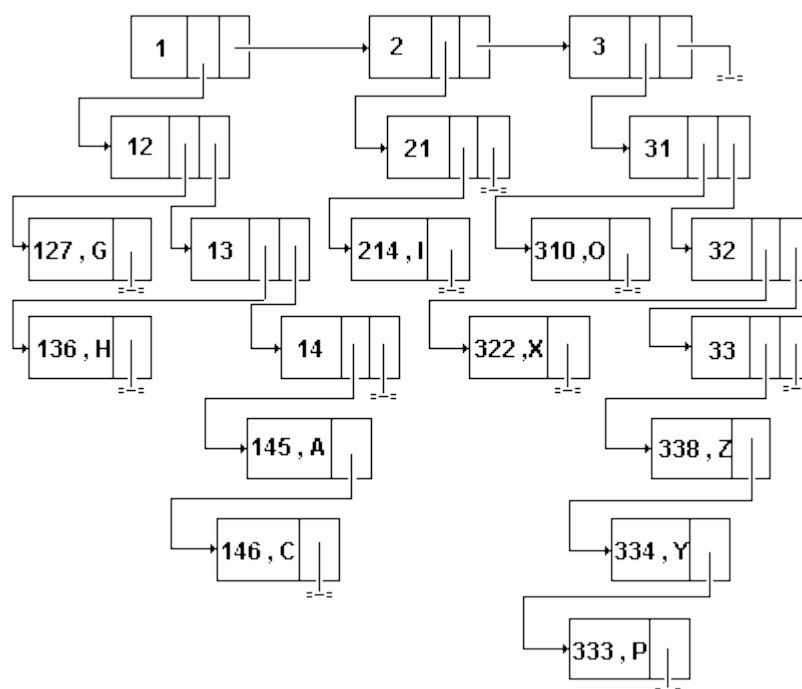 1 2 3
12 21 31
127 , G 13 214 , I 310 ,O 32
136 , H 14 322 ,X 33
145 , A 338 , Z
146 , C 334 , Y
333 , P